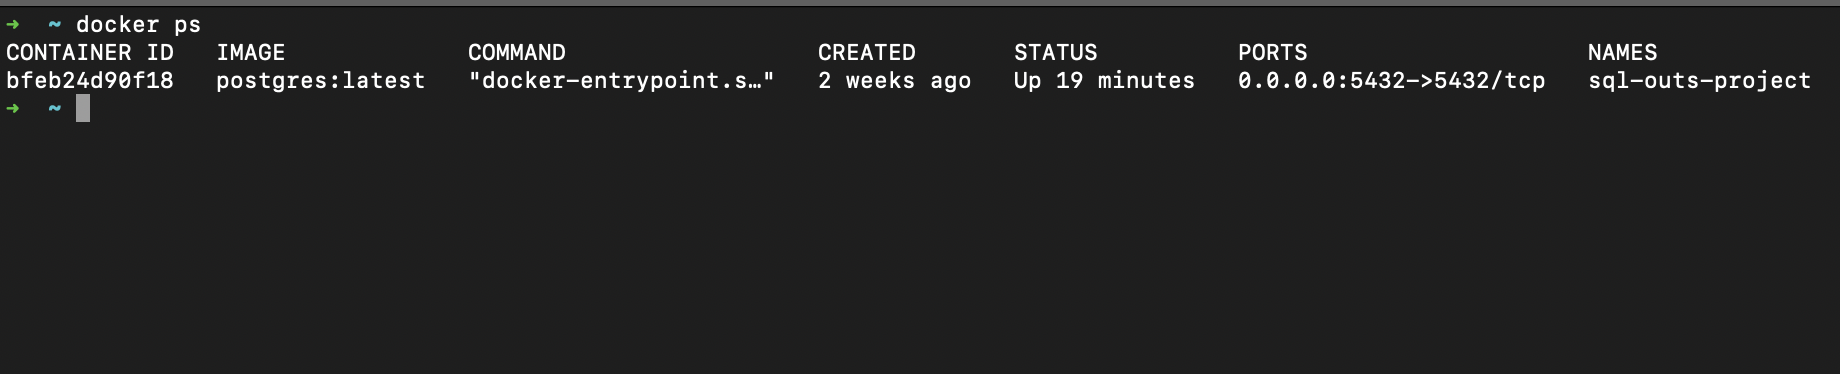 ➜  ~ docker ps
CONTAINER ID   IMAGE             COMMAND                  CREATED       STATUS          PORTS                    NAMES
bfeb24d90f18   postgres:latest   "docker-entrypoint.s…"   2 weeks ago   Up 19 minutes   0.0.0.0:5432->5432/tcp   sql-outs-project
➜  ~